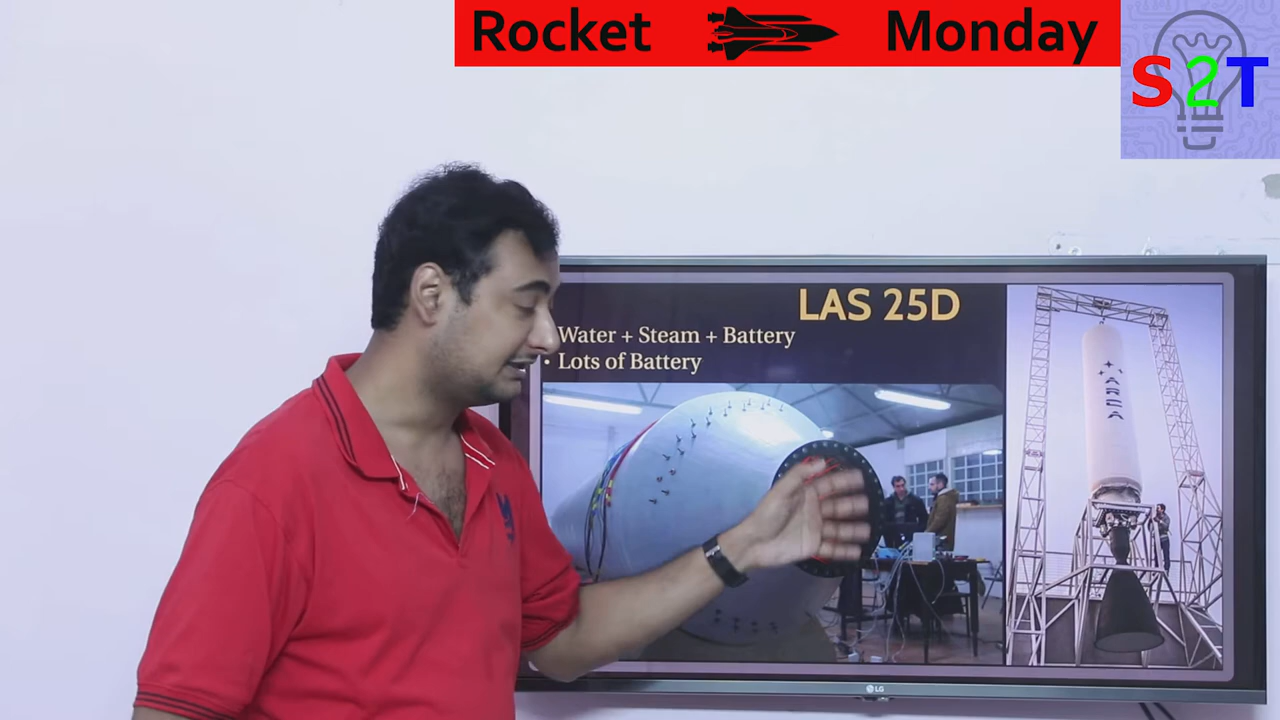 Rocket Monday
S2T
LAS 25D
Water + Steam + Battery
• Lots of Battery
ARCA
LG